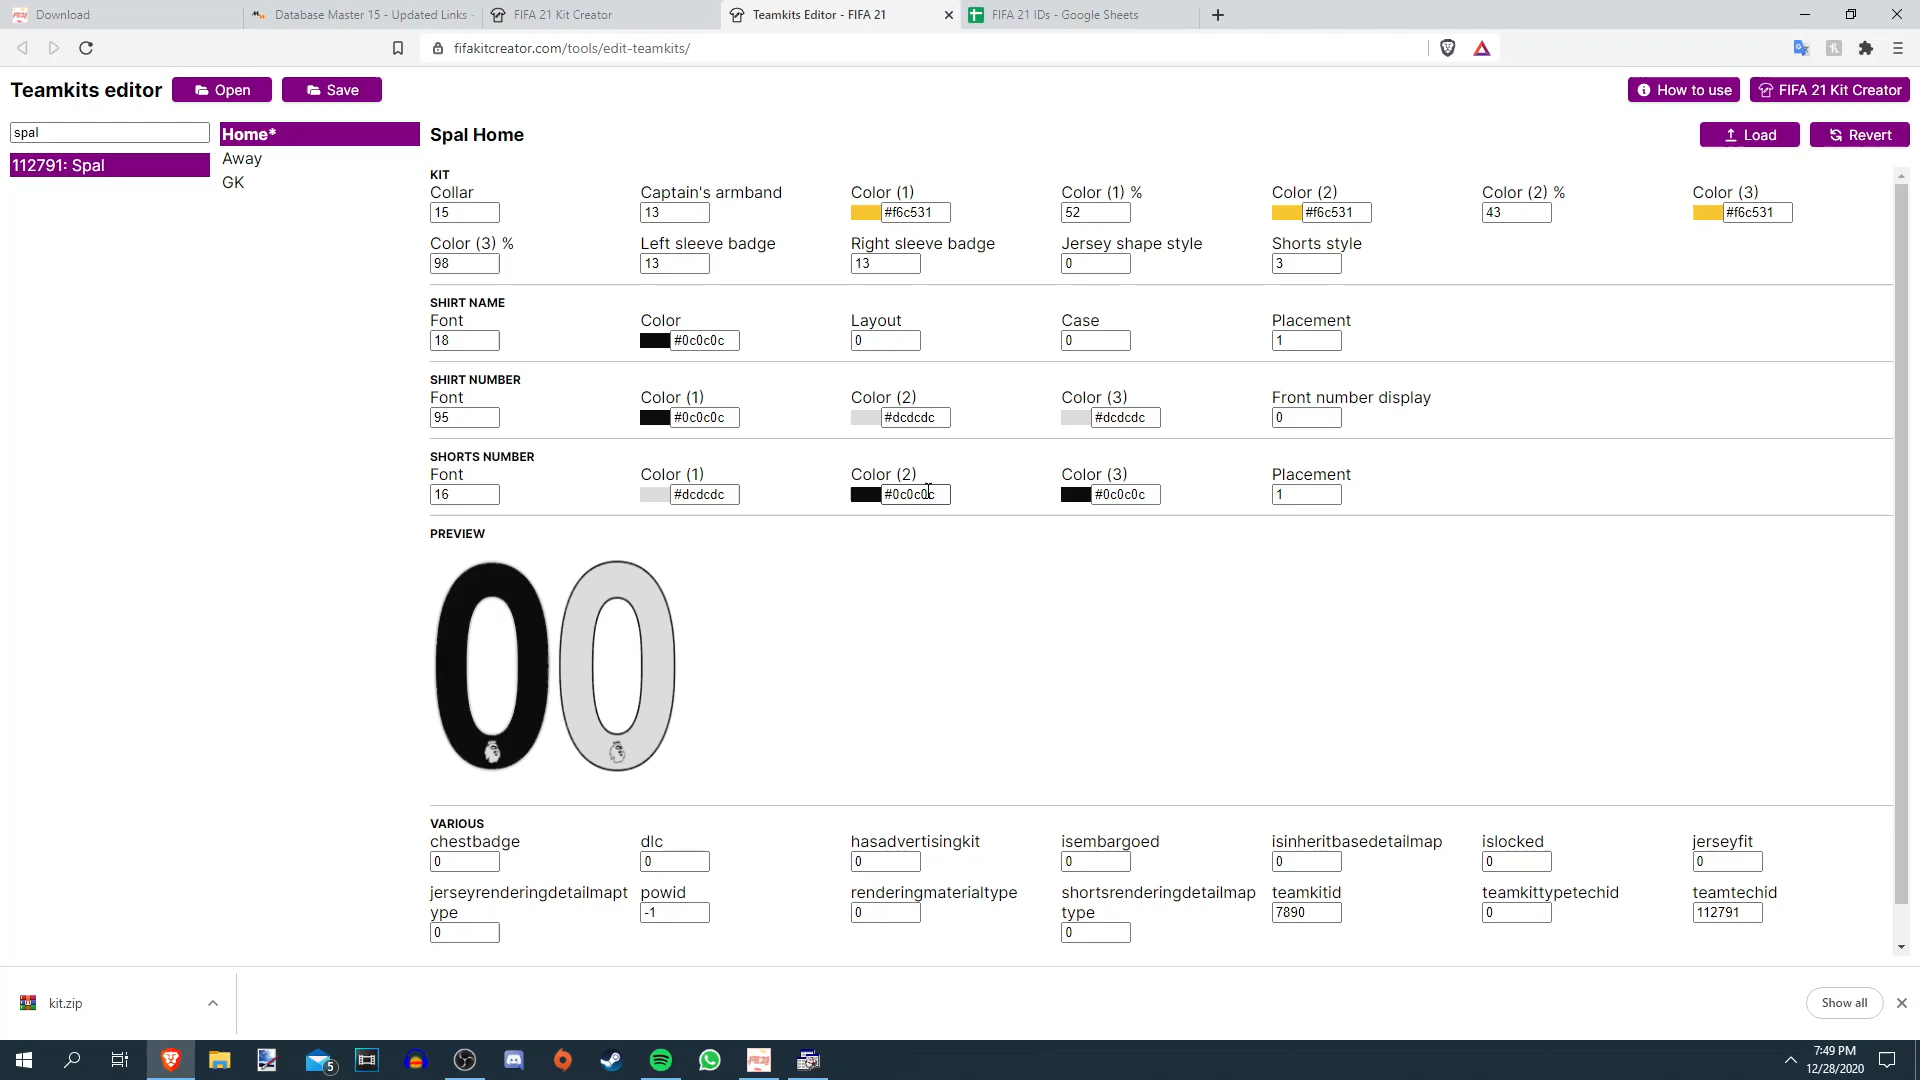 Download
Database Master 15 - Updated Links -
FIFA 21 Kit Creator
Teamkits Editor - FIFA 21
FIFA 21 IDs - Google Sheets
fifakitcreator.com/tools/edit-teamkits/
Teamkits editor
Open
Save
How to use
FIFA 21 Kit Creator
spal
112791: Spal
Home*
Away
GK
Spal Home
Load
Revert
KIT
Collar Captain's armband Color (1) Color (1) % Color (2) Color (2) % Color (3)
15 13 #f6c531 52 #f6c531 43 #f6c531
Color (3) % Left sleeve badge Right sleeve badge Jersey shape style Shorts style
98 13 13 0 3
SHIRT NAME
Font Color Layout Case Placement
18 #0c0c0c 0 0 1
SHIRT NUMBER
Font Color (1) Color (2) Color (3) Front number display
95 #0c0c0c #dcdcdc #dcdcdc 0
SHORTS NUMBER
Font Color (1) Color (2) Color (3) Placement
16 #dcdcdc #0c0c0c #0c0c0c 1
PREVIEW
00
VARIOUS
chestbadge dlc hasadvertisingkit isembargoed isinheritbasedetailmap islocked jerseyfit
0 0 0 0 0 0 0
jerseyrenderingdetailmapt powid renderingmaterialtype shortsrenderingdetailmap teamkitid teamkittypetechid teamtechid
ype -1 0 type 7890 0 112791
0 0
kit.zip
Show all
5
7:49 PM
12/28/2020